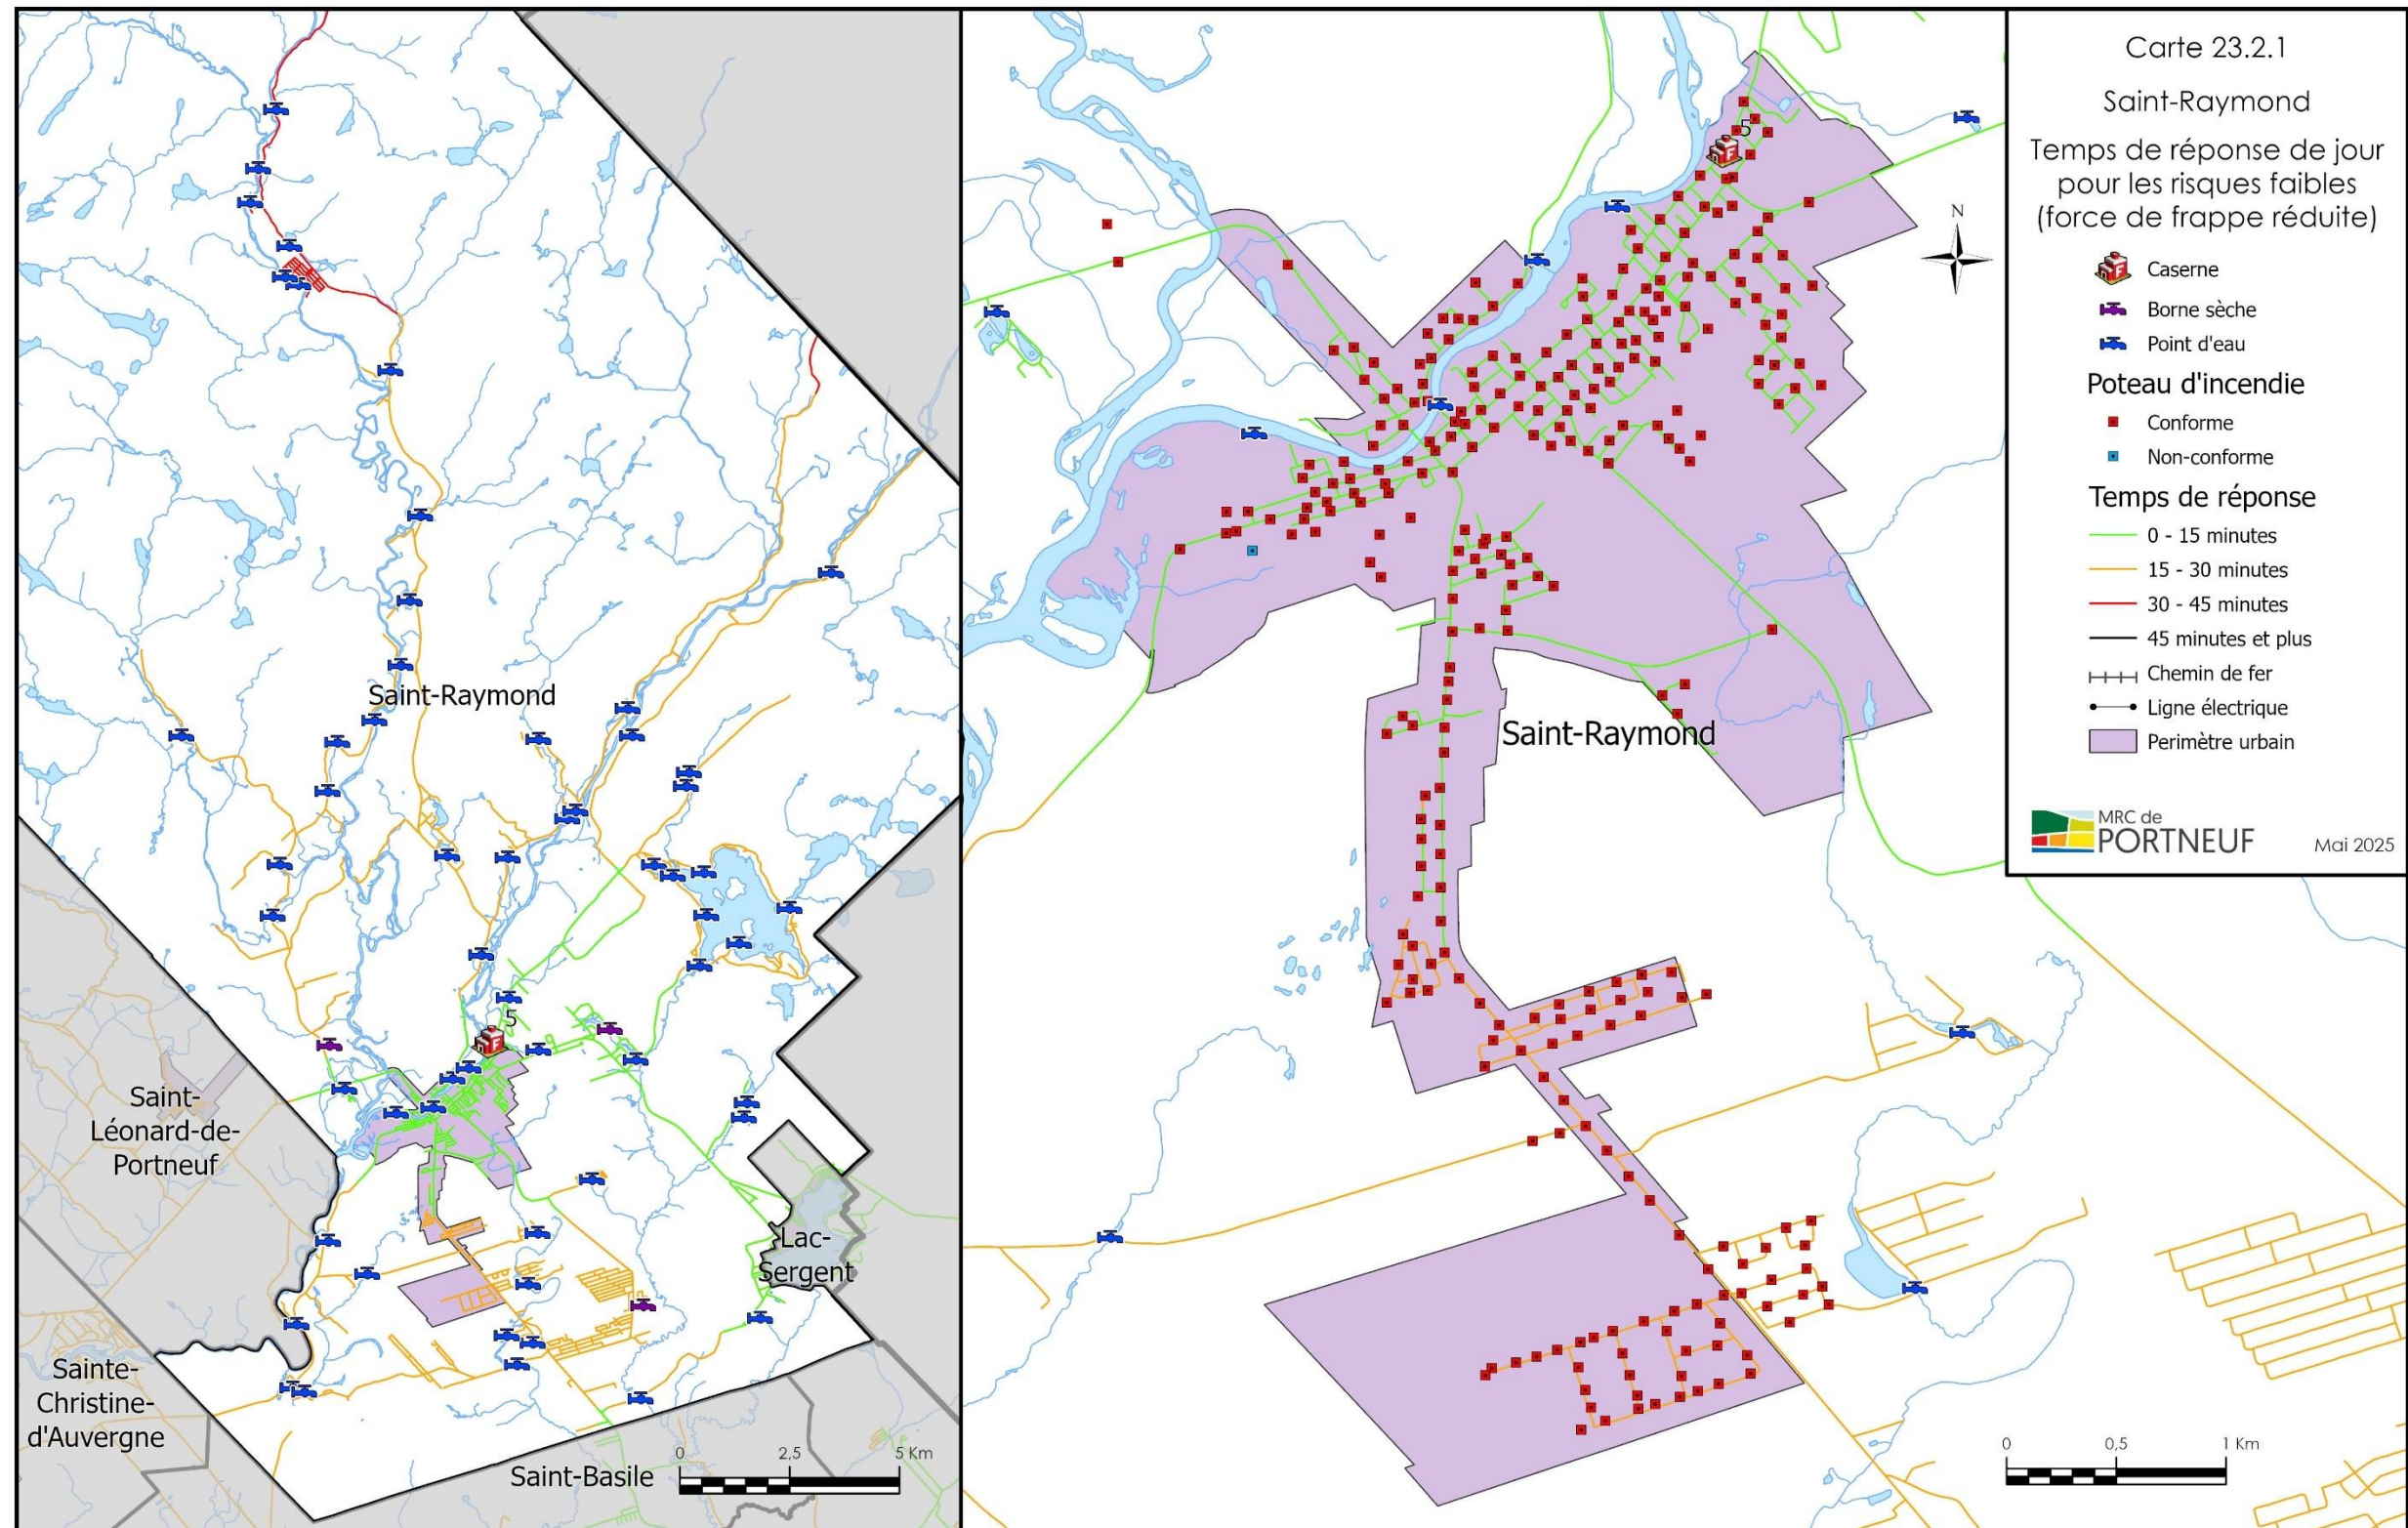 Carte 23.2.1
Saint-Raymond
Temps de réponse de jour
pour les risques faibles
(force de frappe réduite)
Caserne
Borne sèche
Point d'eau
Poteau d'incendie
Conforme
Non-conforme
Temps de réponse
0 - 15 minutes
15 - 30 minutes
30 - 45 minutes
45 minutes et plus
Chemin de fer
Ligne électrique
Perimètre urbain
MRC de
PORTNEUF
Mai 2025
Saint-Raymond
5
Saint-
Léonard-de-
Portneuf
Lac-
Sergent
Sainte-
Christine-
d'Auvergne
Saint-Basile
0 2,5 5 Km
5
F
N
Saint-Raymond
0 0,5 1 Km